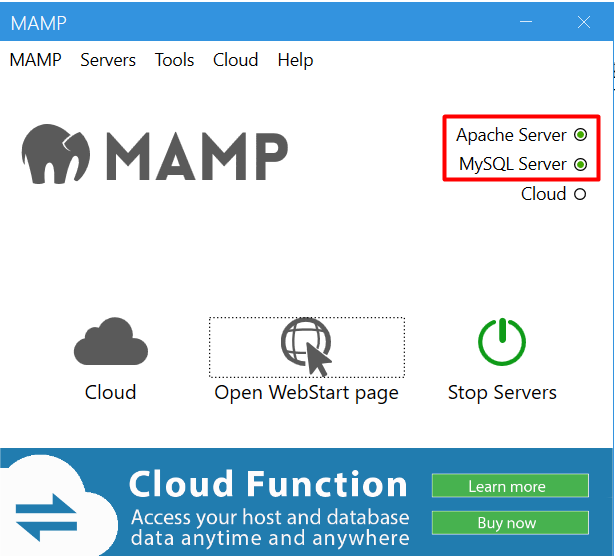 MAMP
MAMP Servers Tools Cloud Help
MAMP
Apache Server
MySQL Server
Cloud
Cloud
Open WebStart page
Stop Servers
Cloud Function
Access your host and database
data anytime and anywhere
Learn more
Buy now